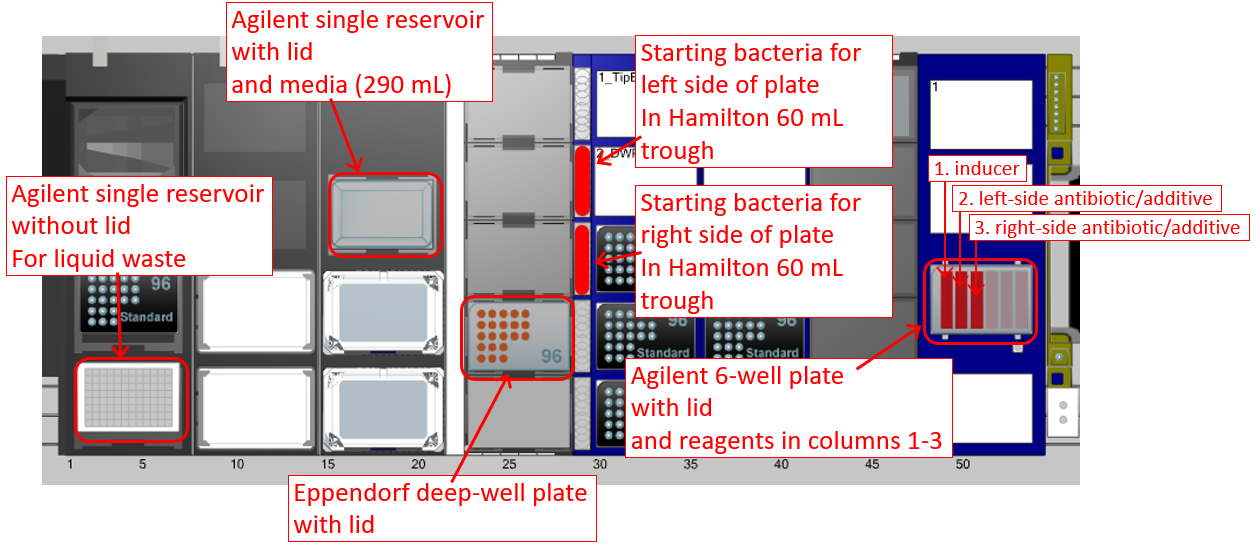 Agilent single reservoir
with lid
and media (290 mL)
Starting bacteria for
left side of plate
In Hamilton 60 mL
trough
1_TipB
1
2_DWP
1. inducer
Agilent single reservoir
without lid
For liquid waste
2. left-side antibiotic/additive
Starting bacteria for
right side of plate
In Hamilton 60 mL
trough
3. right-side antibiotic/additive
96
Standard
96
Standard
96
Standard
96
Agilent 6-well plate
with lid
and reagents in columns 1-3
1 5 10 15 20 25 30 35 40 45 50
Eppendorf deep-well plate
with lid